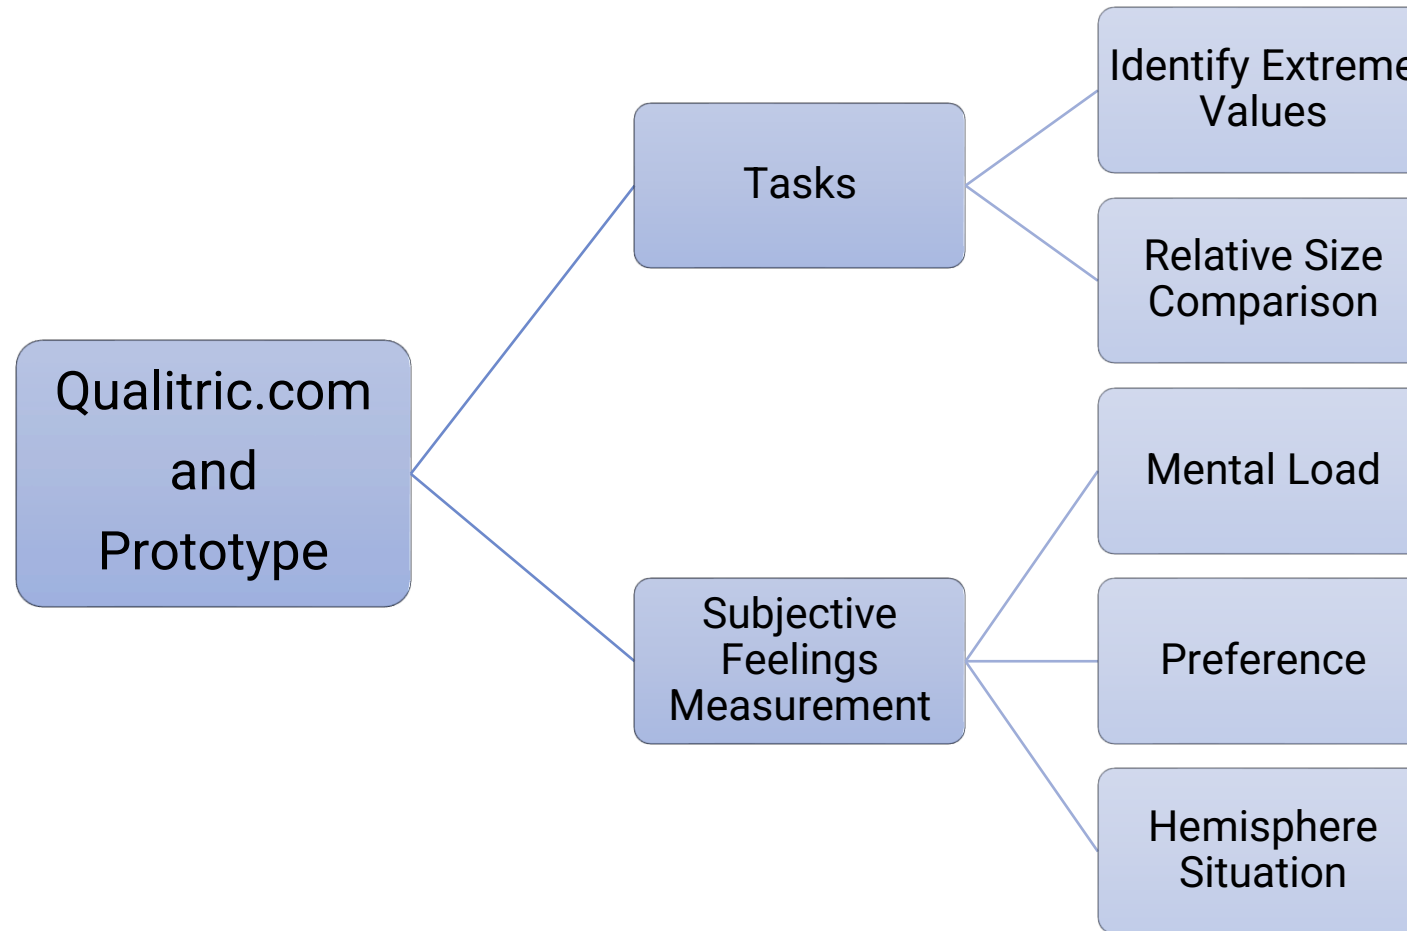 Qualitric.com
and
Prototype
Tasks
Identify Extreme
Values
Relative Size
Comparison
Subjective
Feelings
Measurement
Mental Load
Preference
Hemisphere
Situation